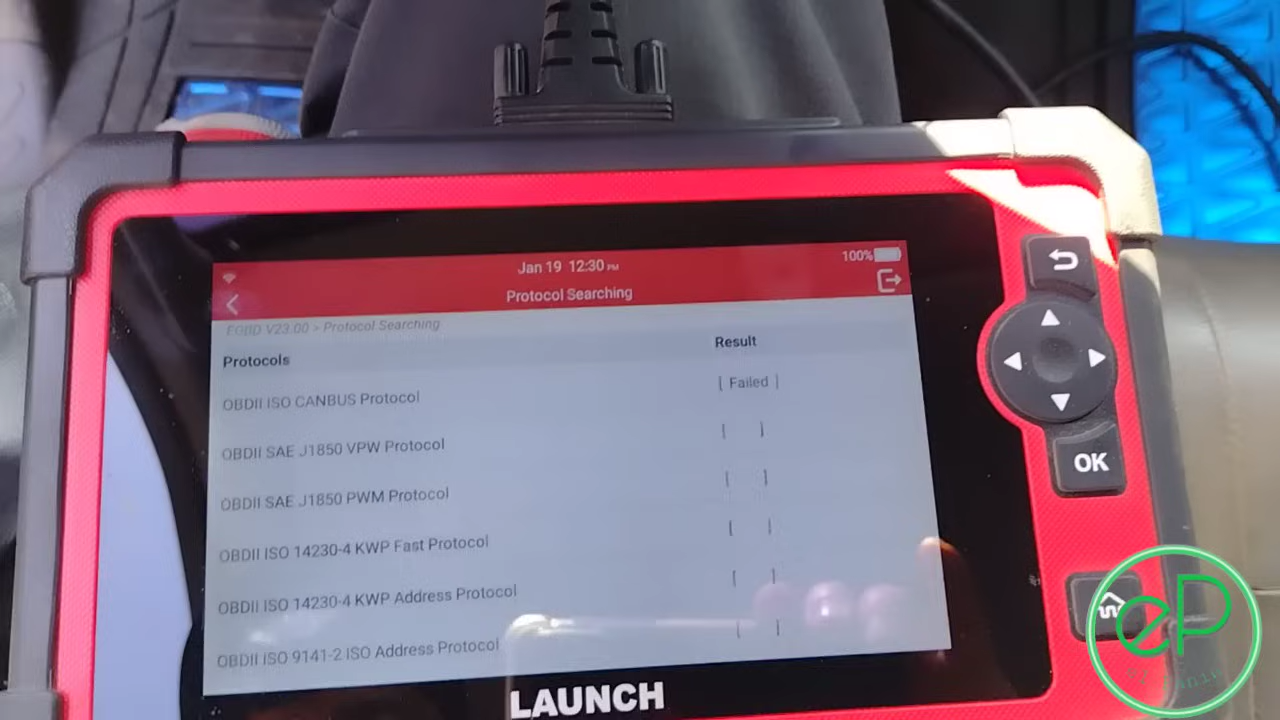 Jan 19 12:30 PM
100%
Protocol Searching
EOBD V23.00 > Protocol Searching
Protocols Result
OBDII ISO CANBUS Protocol [ Failed ]
OBDII SAE J1850 VPW Protocol [ ]
OBDII SAE J1850 PWM Protocol [ ]
OBDII ISO 14230-4 KWP Fast Protocol [ ]
OBDII ISO 14230-4 KWP Address Protocol [ ]
OBDII ISO 9141-2 ISO Address Protocol [ ]
OK
LAUNCH
eP